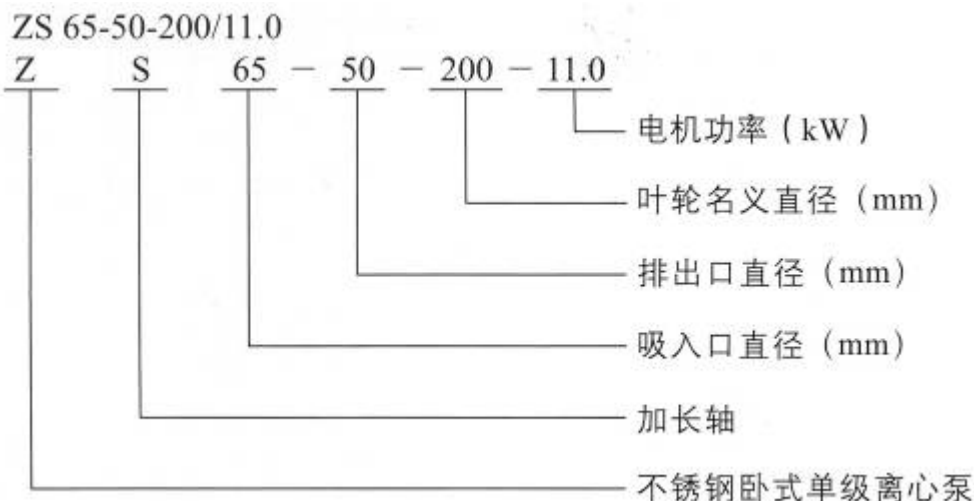 ZS 65-50-200/11.0
Z S 65 - 50 - 200 - 11.0
电机功率（kW）
叶轮名义直径（mm）
排出口直径（mm）
吸入口直径（mm）
加长轴
不锈钢卧式单级离心泵